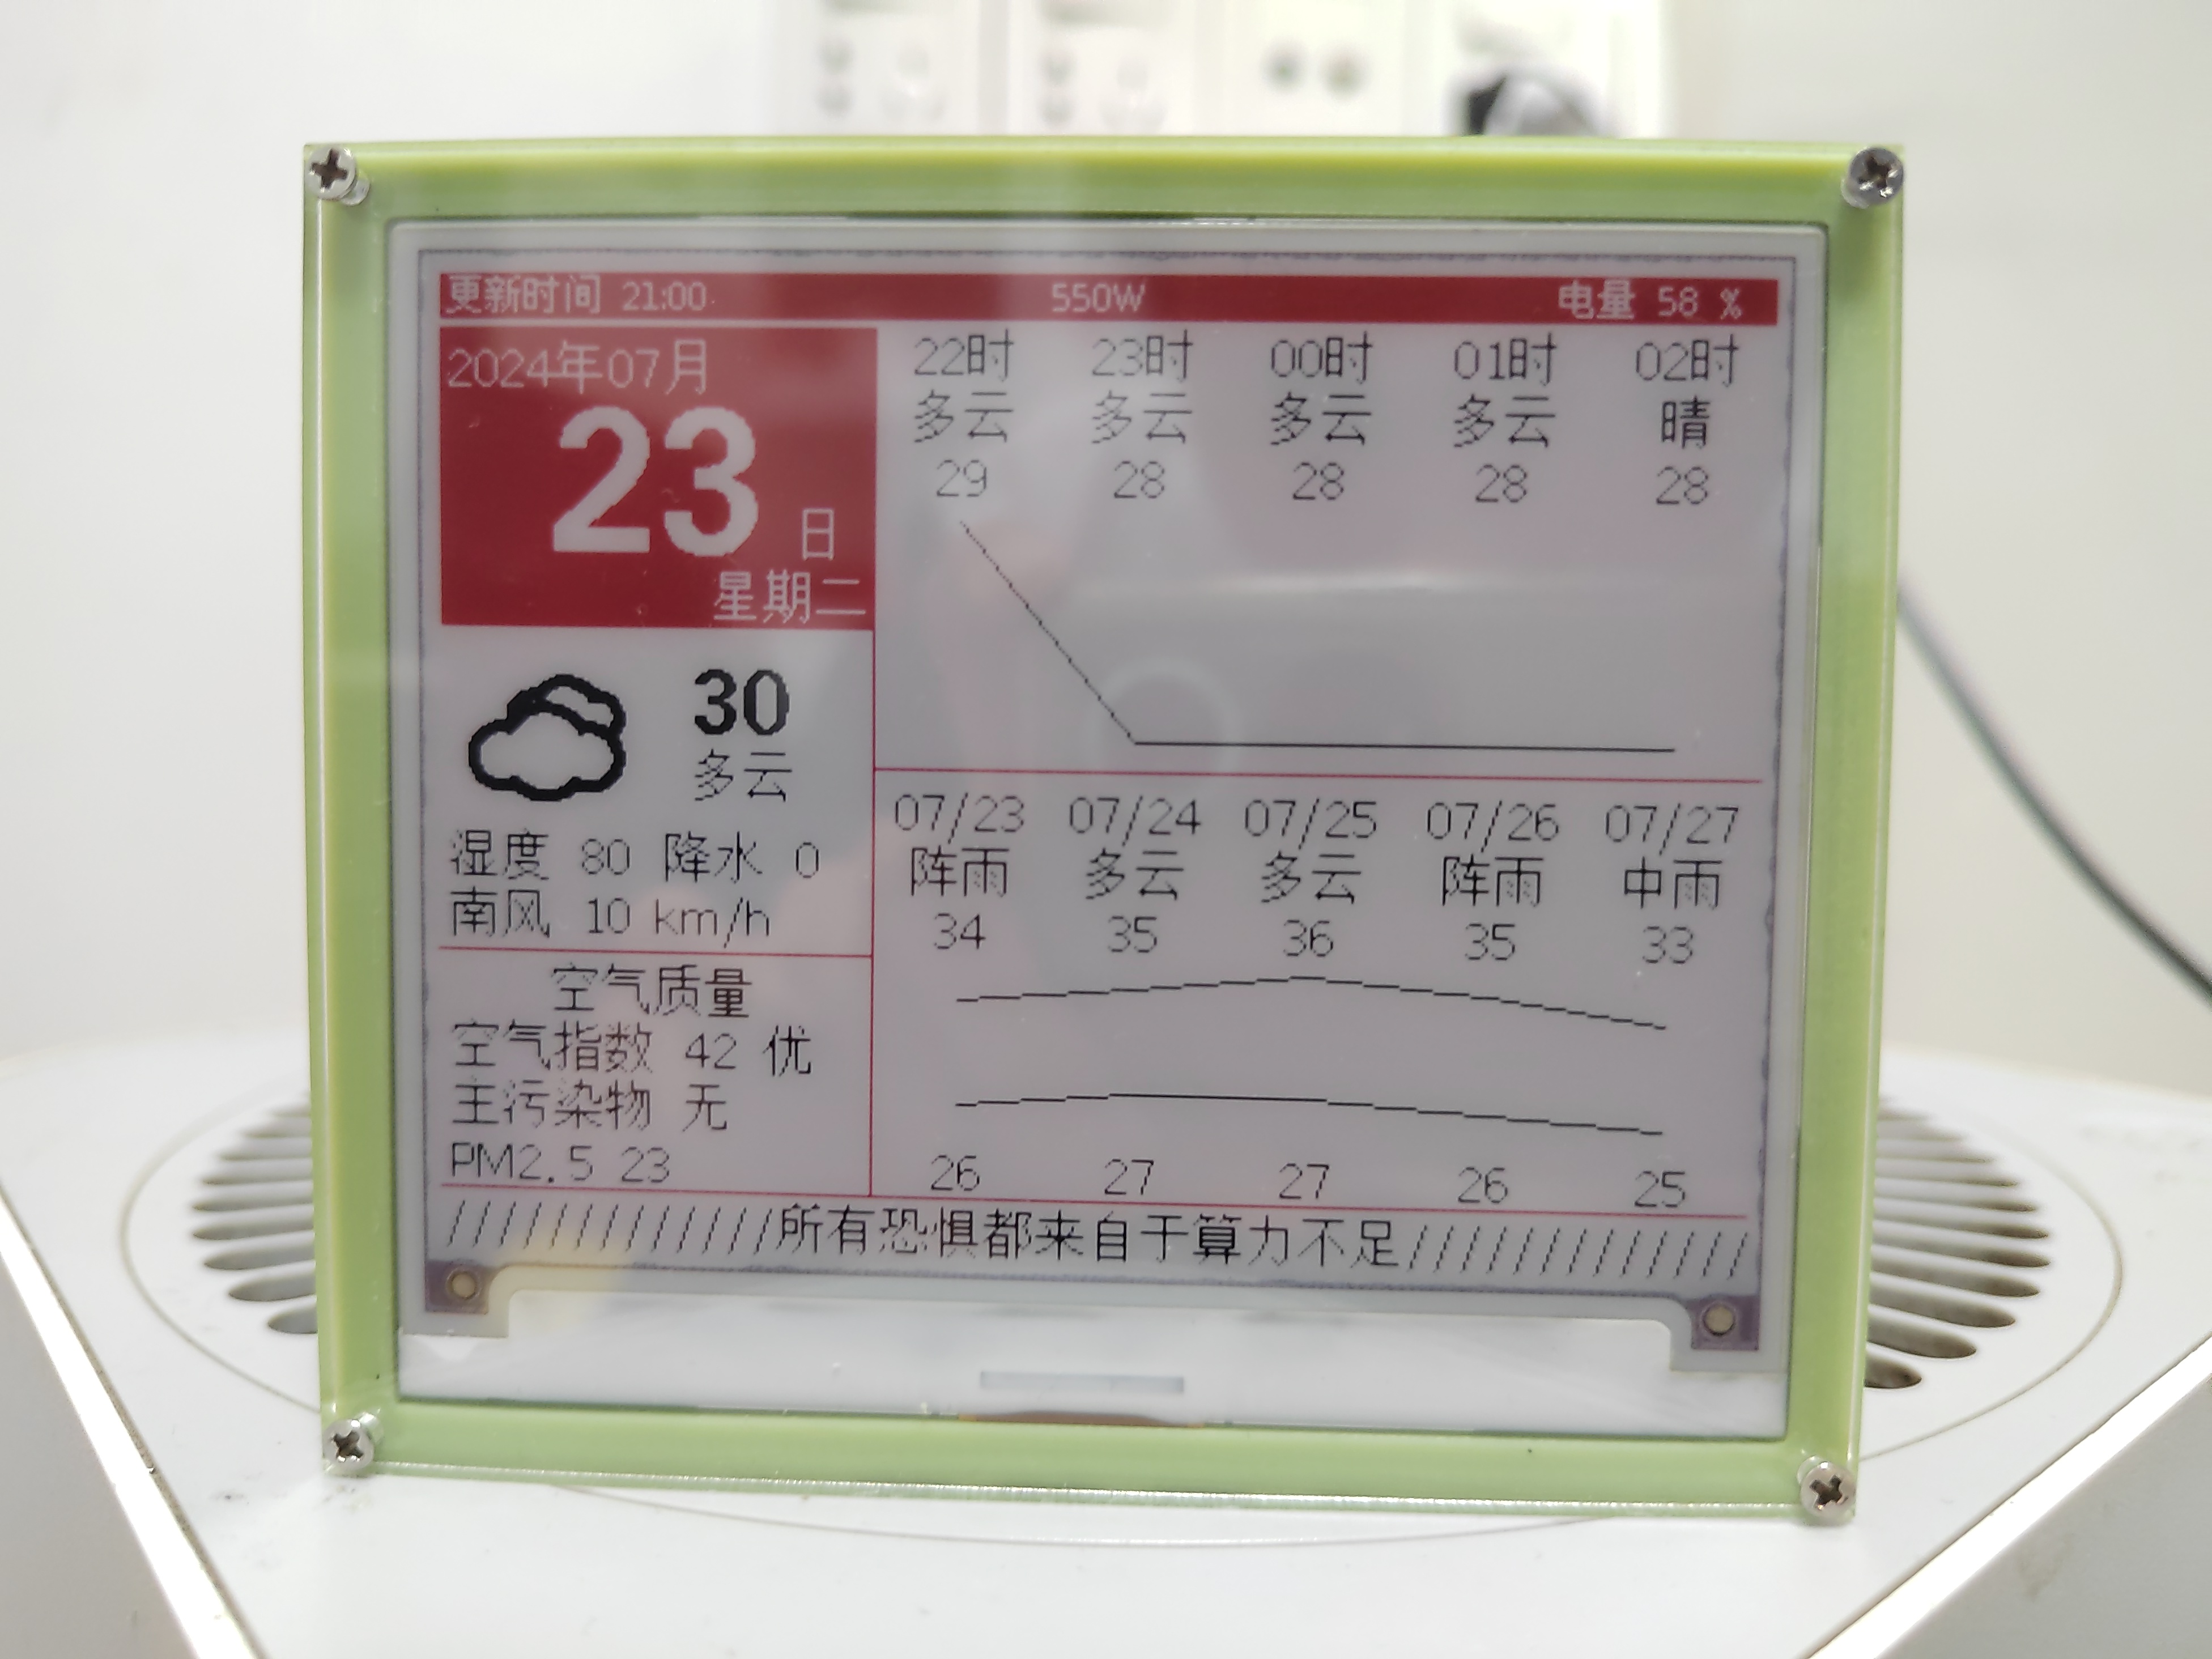 更新时间 21:00 550W 电量 58 %
2024年07月
23 日
星期二
30
多云
湿度 80 降水 0
南风 10 km/h
空气质量
空气指数 42 优
主污染物 无
PM2.5 23
22时 23时 00时 01时 02时
多云 多云 多云 多云 晴
29 28 28 28 28
07/23 07/24 07/25 07/26 07/27
阵雨 多云 多云 阵雨 中雨
34 35 36 35 33
26 27 27 26 25
/////////////所有恐惧都来自于算力不足/////////////